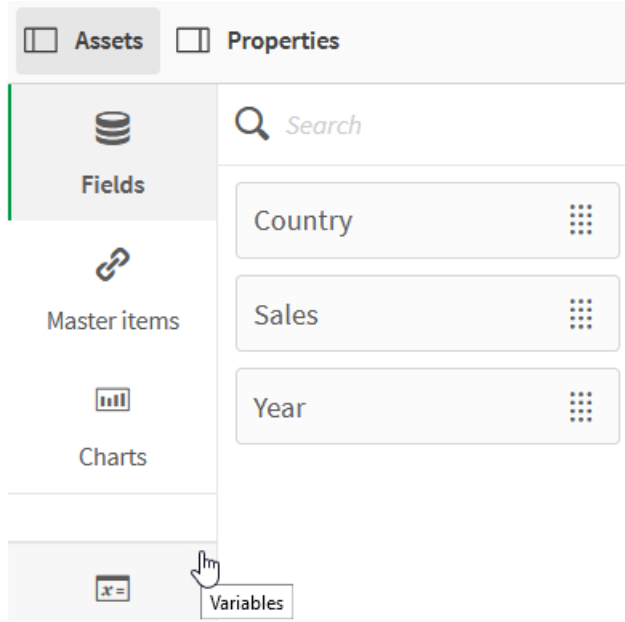 Assets Properties
Search
Fields
Country
Master items
Sales
Year
Charts
x=
Variables